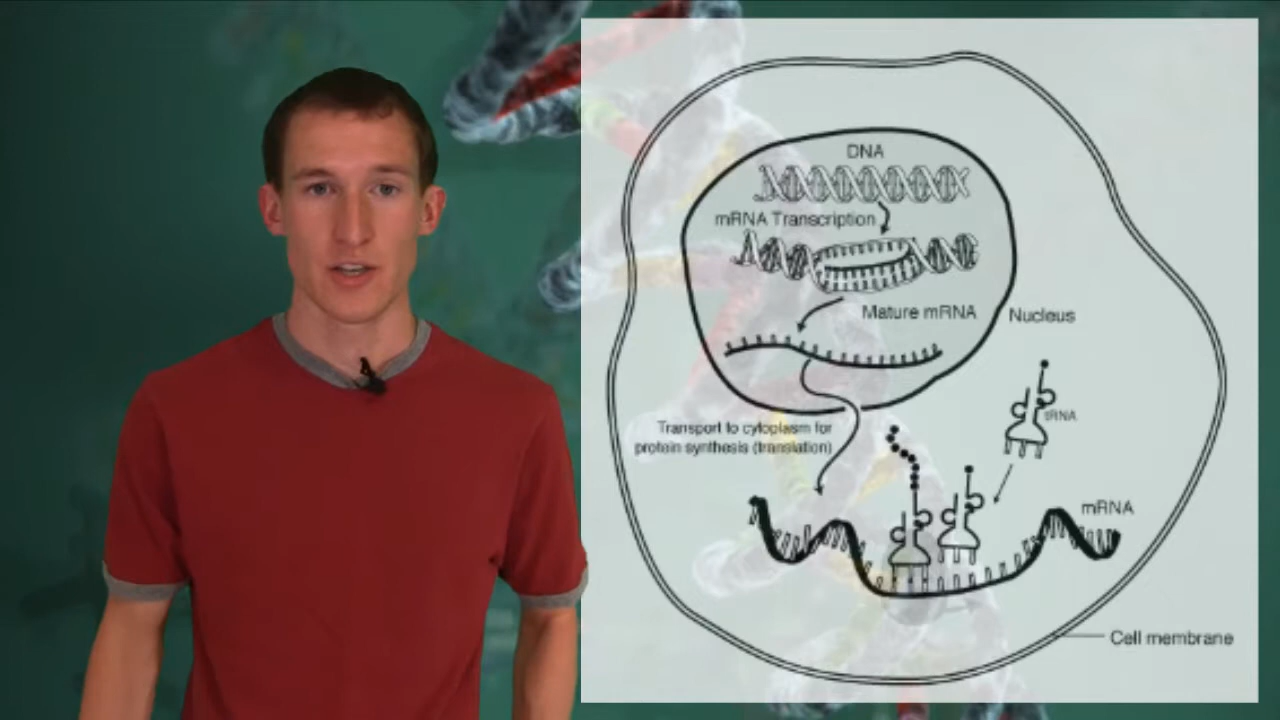 DNA
mRNA Transcription
Mature mRNA
Nucleus
tRNA
Transport to cytoplasm for
protein synthesis (translation)
mRNA
Cell membrane